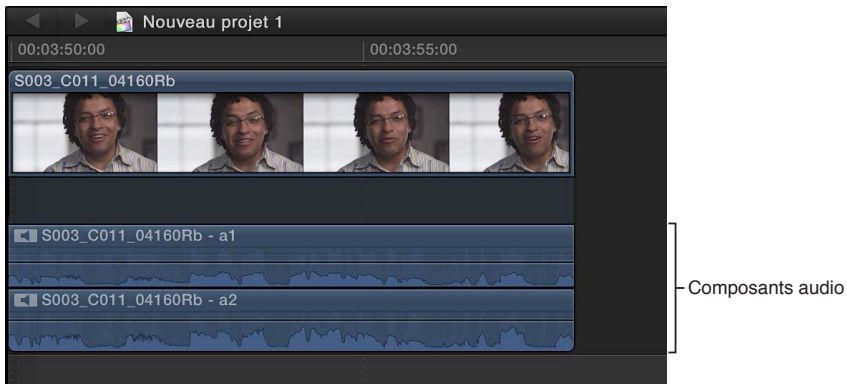 Nouveau projet 1
00:03:50:00
00:03:55:00
S003_C011_04160Rb
S003_C011_04160Rb - a1
Composants audio
S003_C011_04160Rb - a2